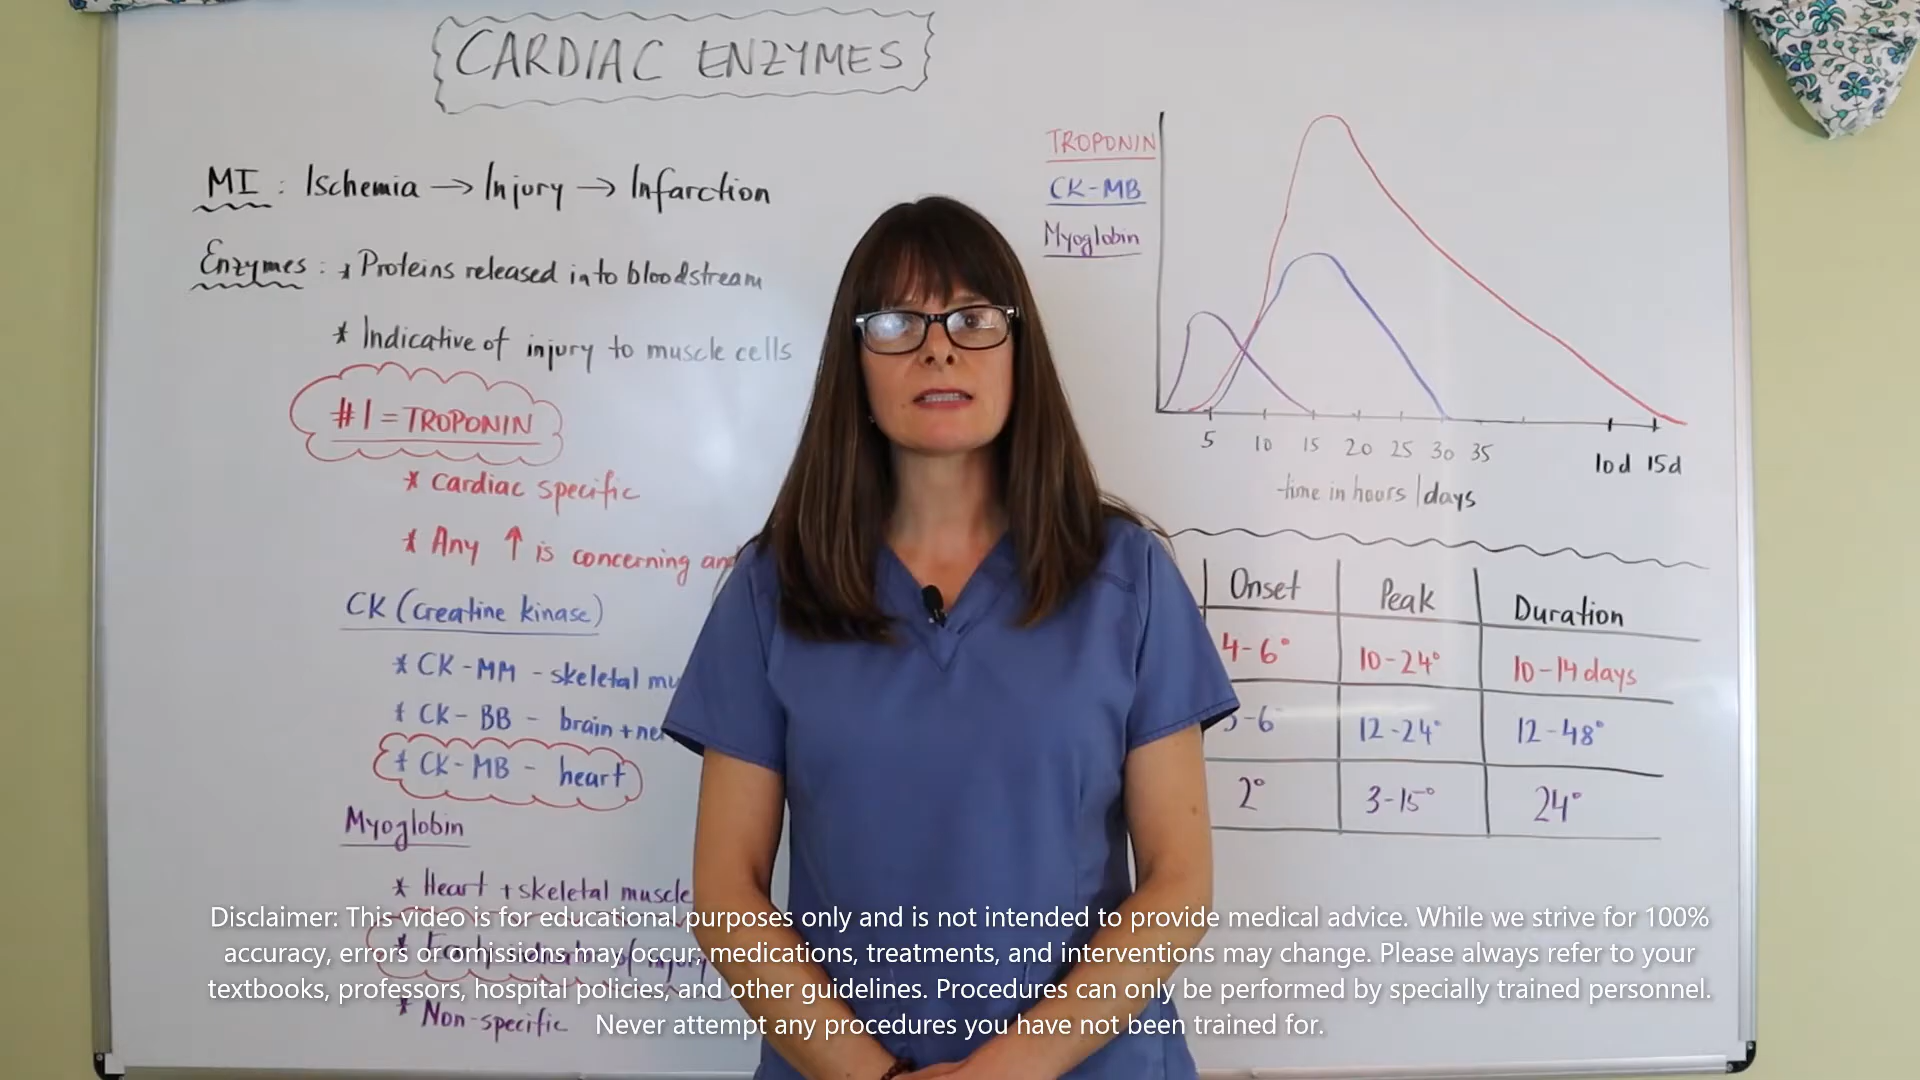 CARDIAC ENZYMES
MI : Ischemia → Injury → Infarction
Enzymes : * Proteins released into bloodstream
* Indicative of injury to muscle cells
#1 = TROPONIN
* Cardiac specific
* Any ↑ is concerning and
CK (Creatine kinase)
* CK-MM - skeletal mu
* CK-BB - brain + ner
* CK-MB - heart
Myoglobin
* Heart + skeletal muscle
* Non-specific
TROPONIN
CK-MB
Myoglobin
5 10 15 20 25 30 35 10d 15d
time in hours/days
Onset Peak Duration
4-6° 10-24° 10-14 days
-6° 12-24° 12-48°
2° 3-15° 24°
Disclaimer: This video is for educational purposes only and is not intended to provide medical advice. While we strive for 100%
accuracy, errors or omissions may occur; medications, treatments, and interventions may change. Please always refer to your
textbooks, professors, hospital policies, and other guidelines. Procedures can only be performed by specially trained personnel.
Never attempt any procedures you have not been trained for.